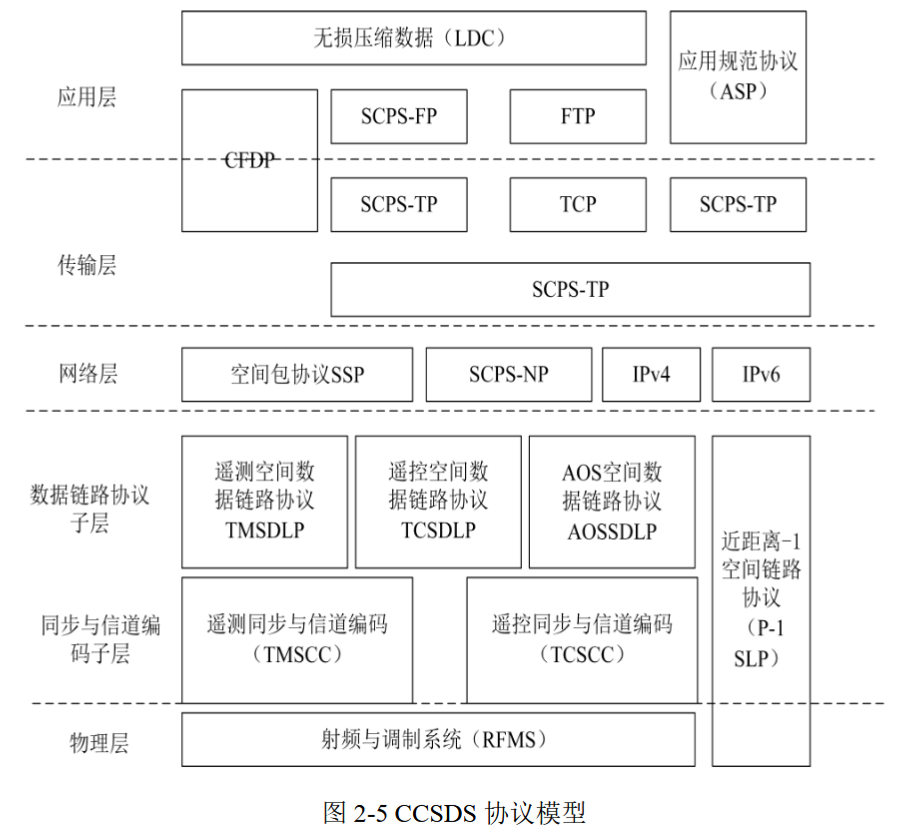 无损压缩数据（LDC）
应用规范协议
（ASP）
应用层
SCPS-FP
FTP
CFDP
SCPS-TP
TCP
SCPS-TP
传输层
SCPS-TP
网络层
空间包协议SSP
SCPS-NP
IPv4
IPv6
数据链路协议
子层
遥测空间数
据链路协议
TMSDLP
遥控空间数
据链路协议
TCSDLP
AOS空间数
据链路协议
AOSSDLP
近距离-1
空间链路
协议
（P-1
SLP）
同步与信道编
码子层
遥测同步与信道编码
（TMSCC）
遥控同步与信道编码
（TCSCC）
物理层
射频与调制系统（RFMS）
图 2-5 CCSDS 协议模型